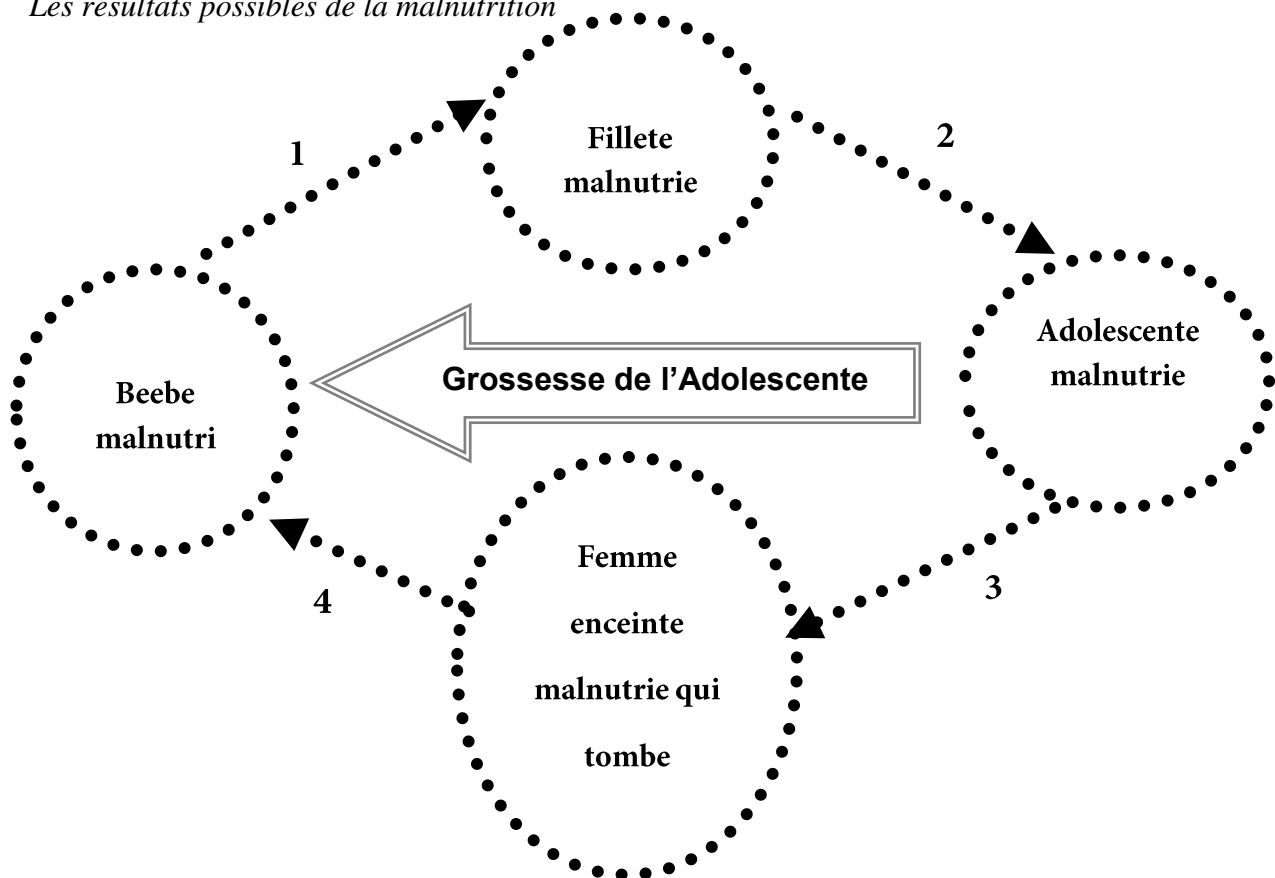 Les résultats possibles de la malnutrition
Fillete
malnutrie
1
2
Adolescente
malnutrie
Grossesse de l’Adolescente
Beebe
malnutri
Femme
enceinte
malnutrie qui
tombe
3
4